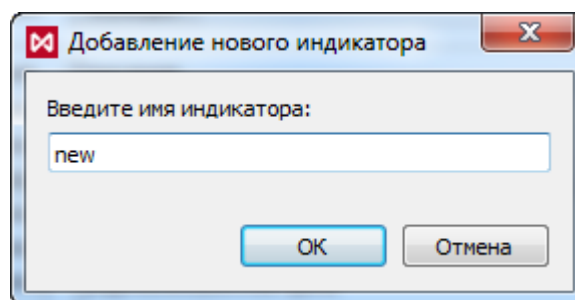 Добавление нового индикатора
Введите имя индикатора:
new
OK
Отмена